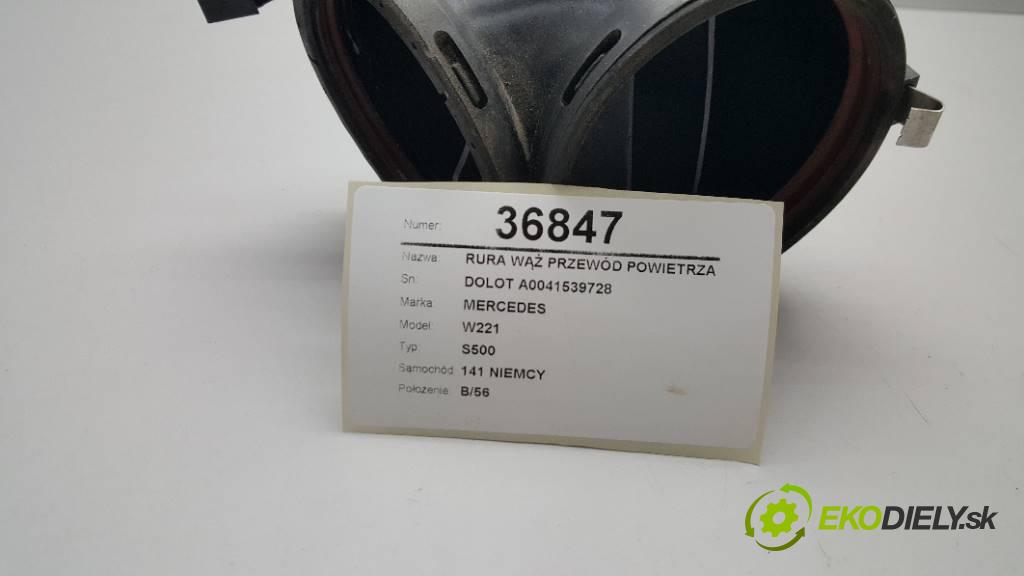 Numer: 36847
Nazwa: RURA WĄŻ PRZEWÓD POWIETRZA
Sn: DOLOT A0041539728
Marka: MERCEDES
Model: W221
Typ: S500
Samochód: 141 NIEMCY
Położenie: B/56
EKODIELY.sk